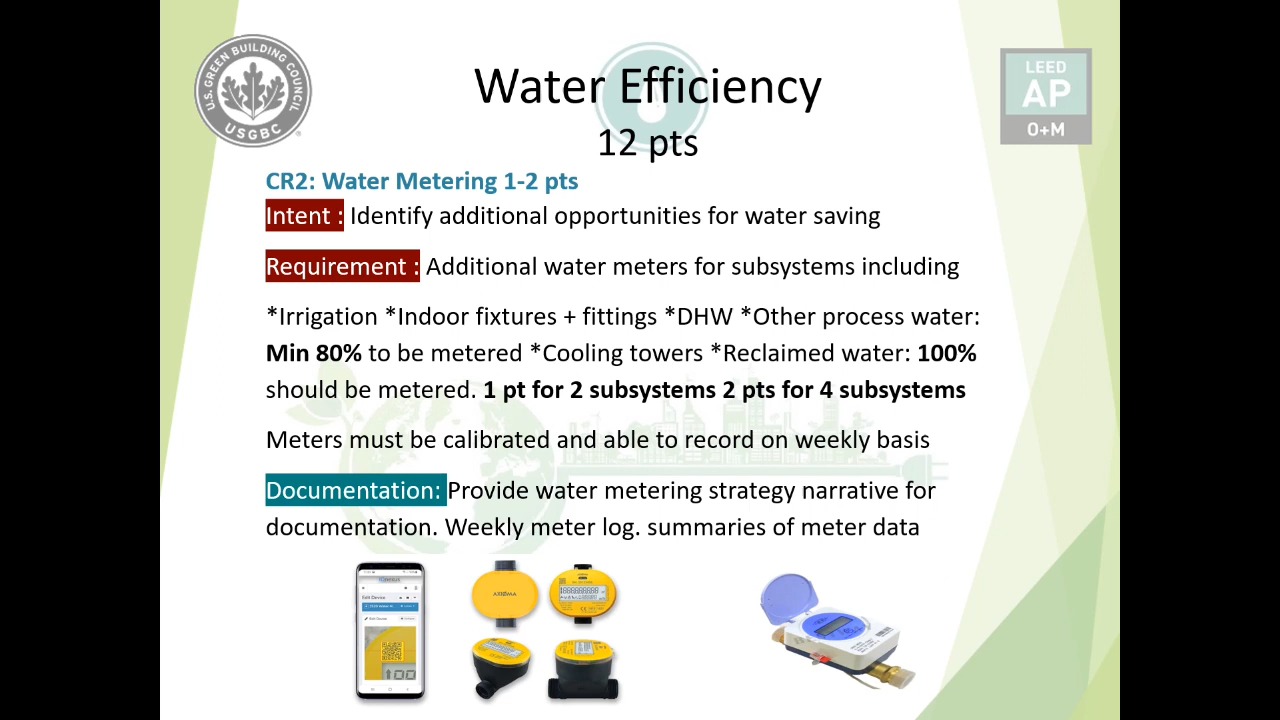 U.S. GREEN BUILDING COUNCIL
USGBC
LEED
AP
O+M
Water Efficiency
12 pts
CR2: Water Metering 1-2 pts
Intent : Identify additional opportunities for water saving
Requirement : Additional water meters for subsystems including
*Irrigation *Indoor fixtures + fittings *DHW *Other process water:
Min 80% to be metered *Cooling towers *Reclaimed water: 100%
should be metered. 1 pt for 2 subsystems 2 pts for 4 subsystems
Meters must be calibrated and able to record on weekly basis
Documentation: Provide water metering strategy narrative for
documentation. Weekly meter log. summaries of meter data
Edit Device
AXIOMA